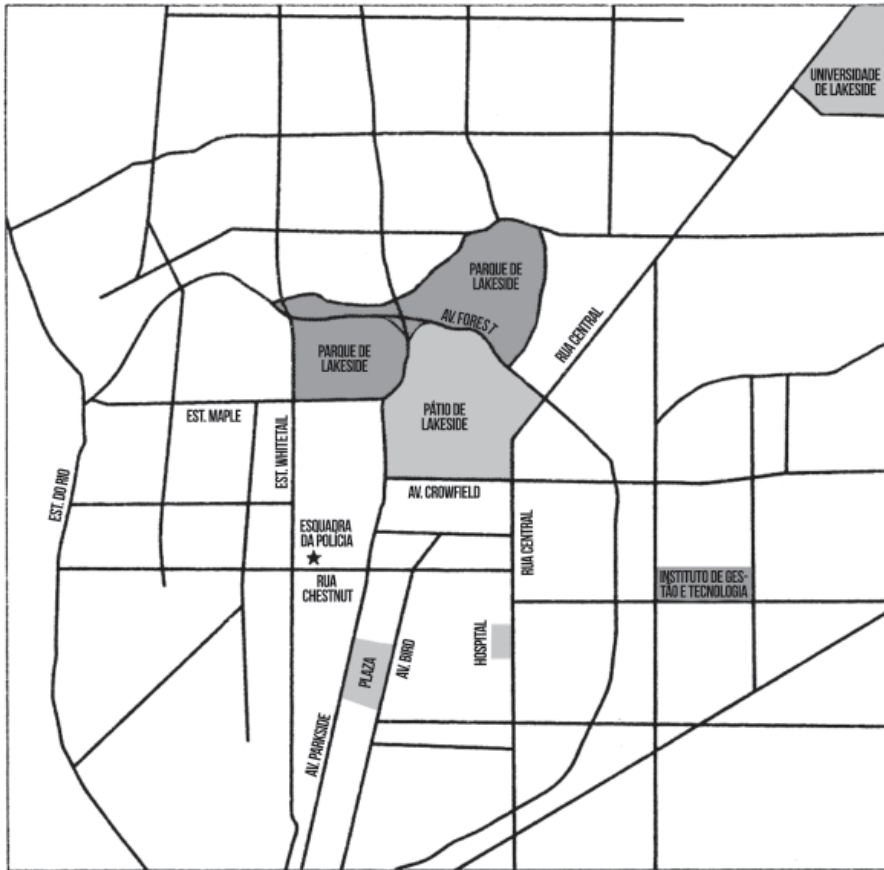 UNIVERSIDADE
DE LAKESIDE
PARQUE DE
LAKESIDE
AV. FOREST
RUA CENTRAL
PARQUE DE
LAKESIDE
EST. MAPLE
PÁTIO DE
LAKESIDE
EST. WHITETAIL
EST. DO RIO
AV. CROWFIELD
ESQUADRA
DA POLÍCIA
RUA CENTRAL
RUA
CHESTNUT
INSTITUTO DE GES-
TÃO E TECNOLOGIA
HOSPITAL
PLAZA
AV. BIRD
AV. PARKSIDE